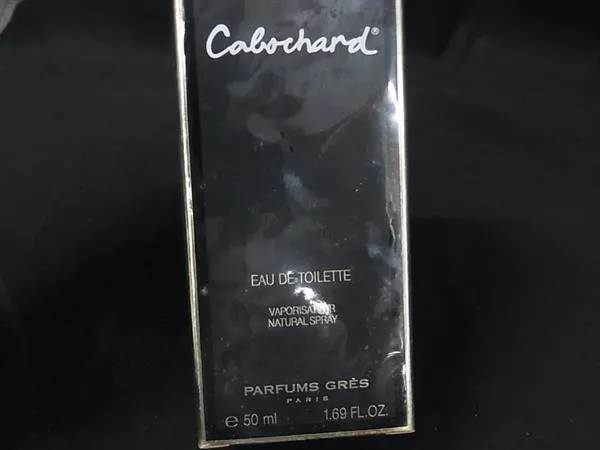 Cabochard®
EAU DE TOILETTE
VAPORISATEUR
NATURAL SPRAY
PARFUMS GRÈS
PARIS
℮ 50 ml 1.69 FL.OZ.